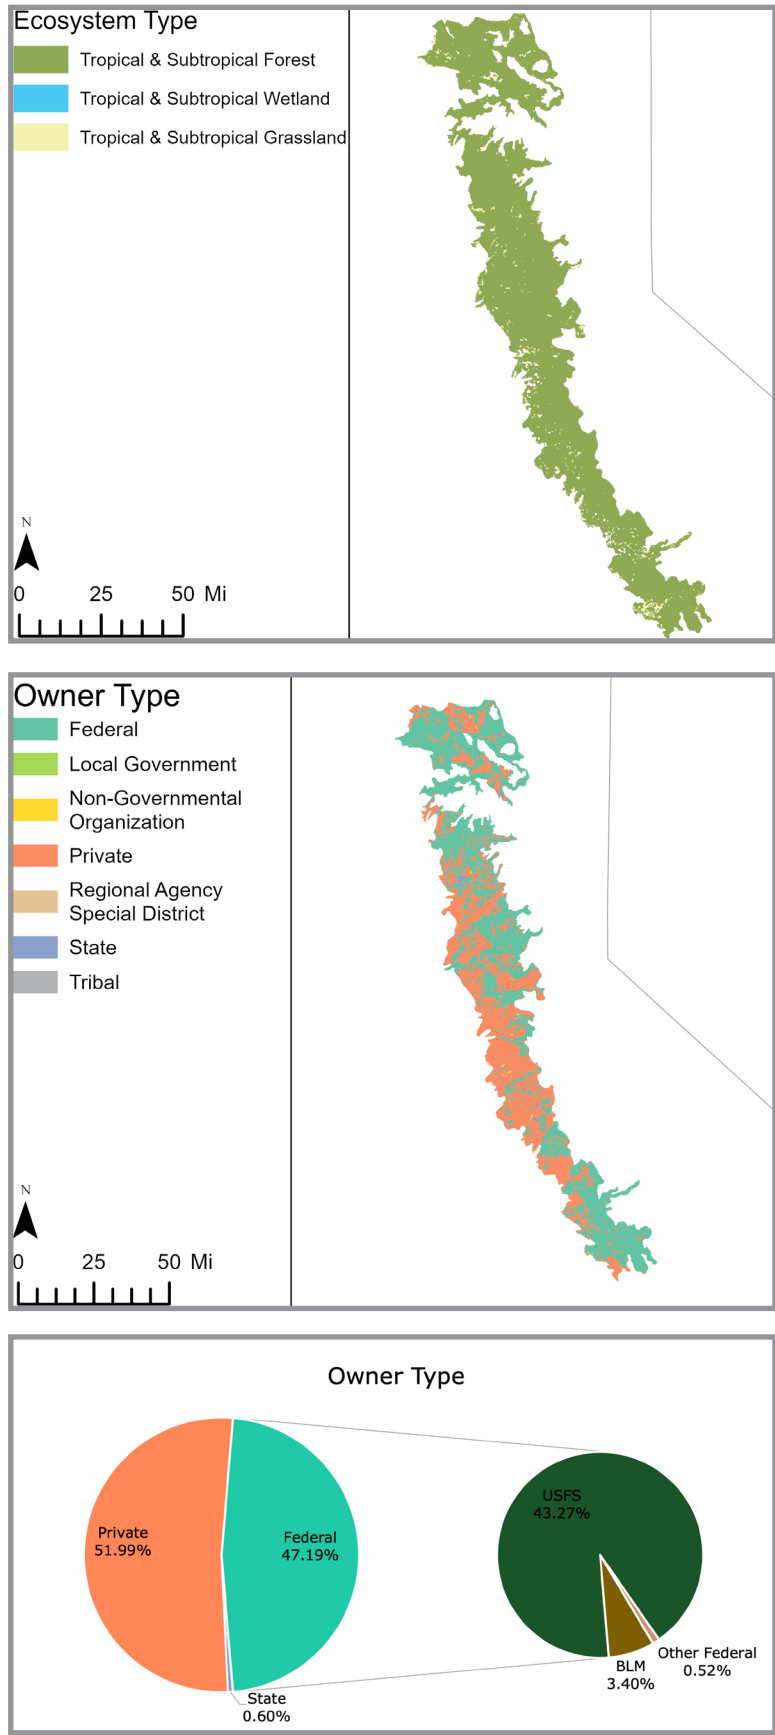 Ecosystem Type
Tropical & Subtropical Forest
Tropical & Subtropical Wetland
Tropical & Subtropical Grassland
N
0 25 50 Mi
Owner Type
Federal
Local Government
Non-Governmental
Organization
Private
Regional Agency
Special District
State
Tribal
N
0 25 50 Mi
Owner Type
USFS
43.27%
Private
51.99%
Federal
47.19%
Other Federal
0.52%
BLM
3.40%
State
0.60%